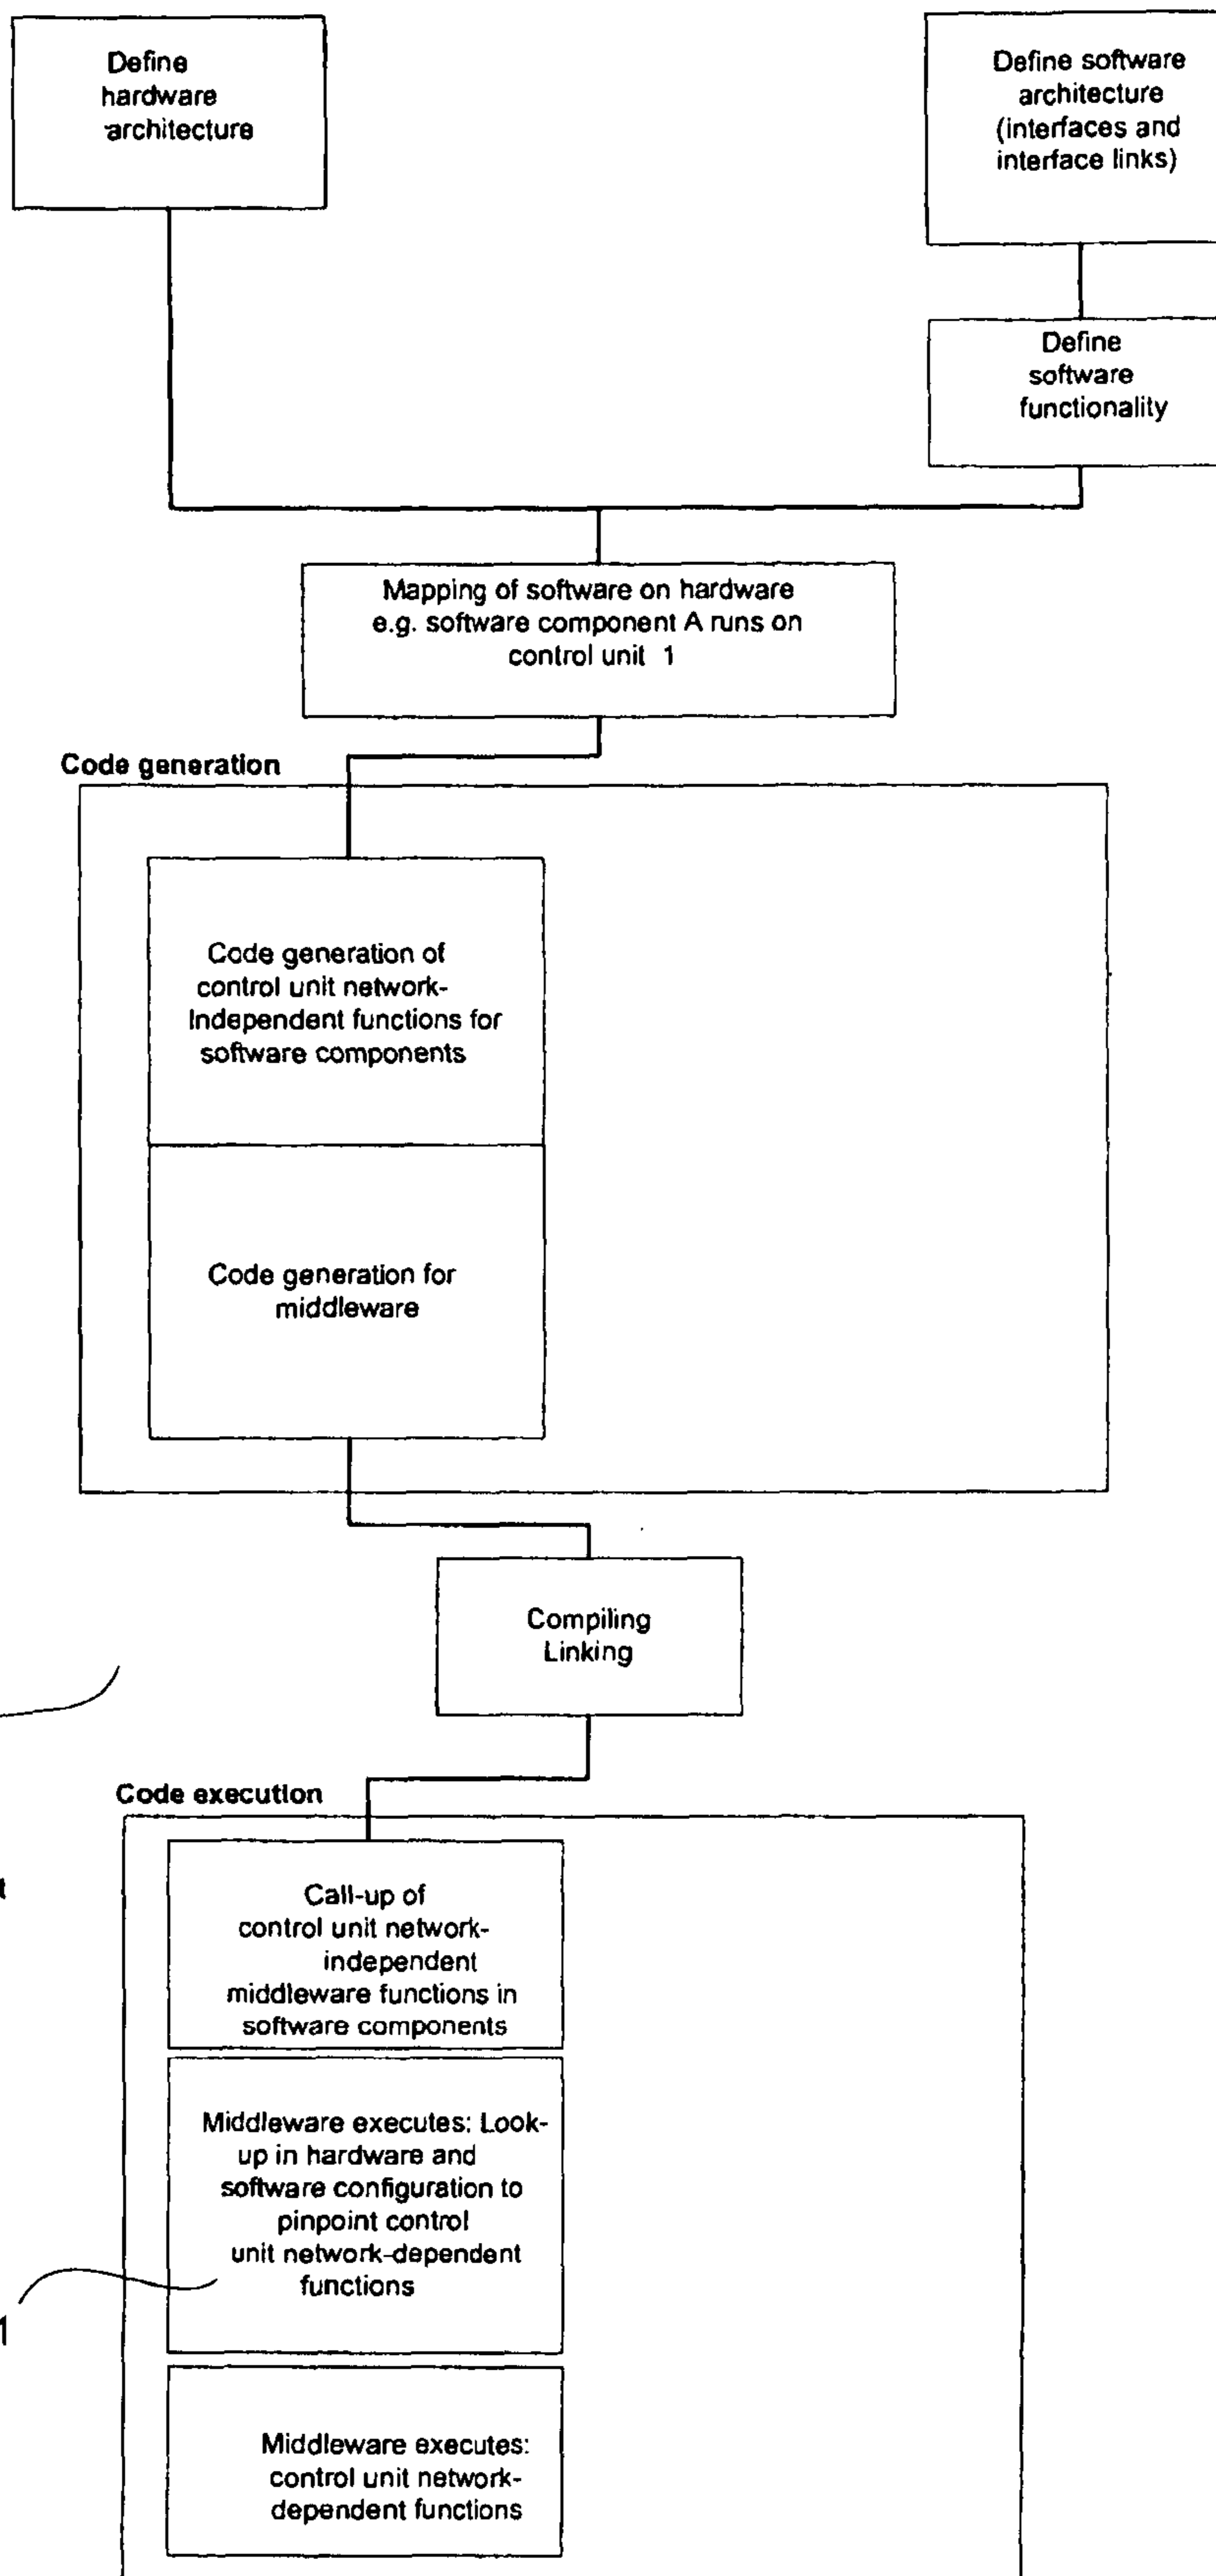 Define
hardware
architecture
Define software
architecture
(interfaces and
interface links)
Define
software
functionality
Mapping of software on hardware
e.g. software component A runs on
control unit 1
Code generation
Code generation of
control unit network-
Independent functions for
software components
Code generation for
middleware
Compiling
Linking
Code execution
Call-up of
control unit network-
independent
middleware functions in
software components
Middleware executes: Look-
up in hardware and
software configuration to
pinpoint control
unit network-dependent
functions
Middleware executes:
control unit network-
dependent functions